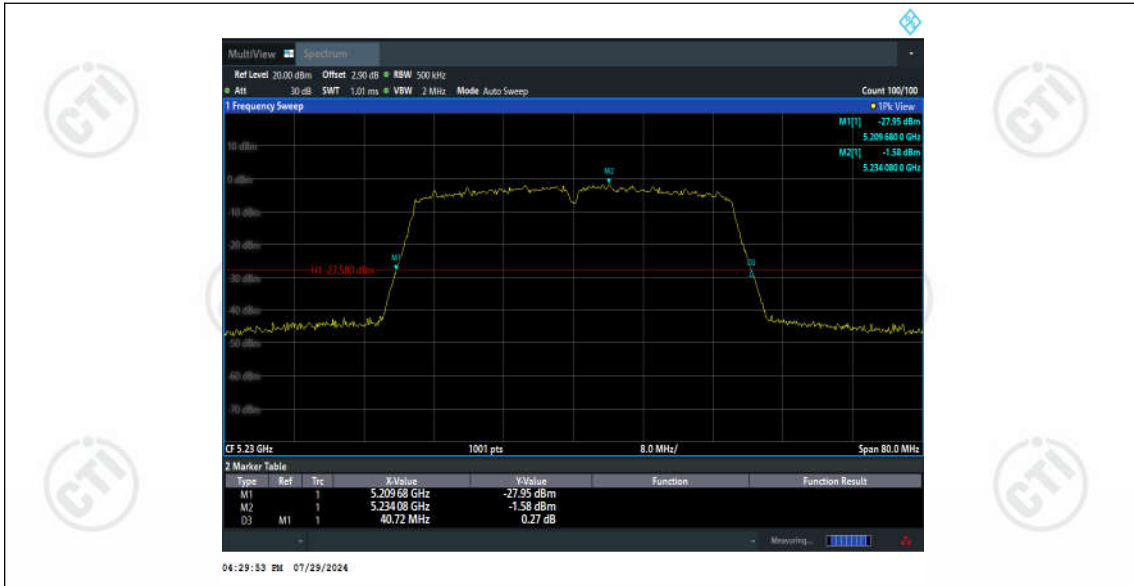 MultiView Spectrum
Ref Level 20.00 dBm Offset 2.90 dB RBW 500 kHz
Att 30 dB SWT 1.01 ms VBW 2 MHz Mode Auto Sweep Count 100/100
1 Frequency Sweep 1Pk View
M1[1] -27.95 dBm
5.209 680 0 GHz
M2[1] -1.58 dBm
5.234 080 0 GHz
10 dBm
M2
0 dBm
-10 dBm
-20 dBm
M1
D3
H1 -27.580 dBm
-30 dBm
-40 dBm
-50 dBm
-60 dBm
-70 dBm
CF 5.23 GHz 1001 pts 8.0 MHz/ Span 80.0 MHz
2 Marker Table
Type Ref Trc X-Value Y-Value Function Function Result
M1 1 5.209 68 GHz -27.95 dBm
M2 1 5.234 08 GHz -1.58 dBm
D3 M1 1 40.72 MHz 0.27 dB
Measuring...
04:29:53 PM 07/29/2024
CTI
CTI
CTI
CTI